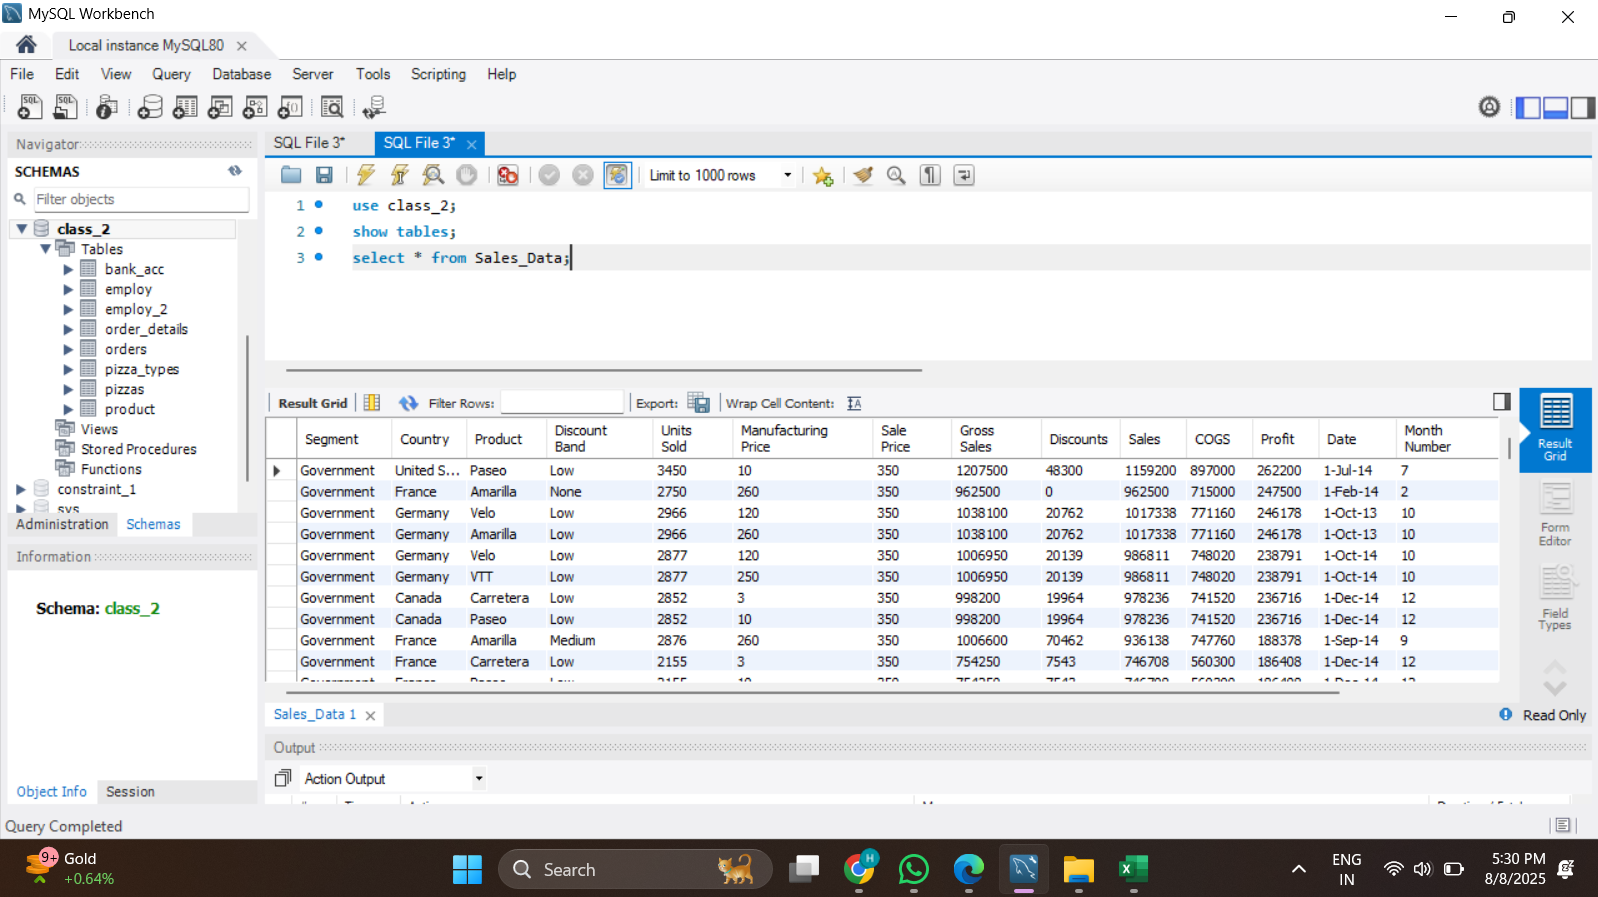 MySQL Workbench
Local instance MySQL80
File Edit View Query Database Server Tools Scripting Help
Navigator
SCHEMAS
Filter objects
class_2
Tables
bank_acc
employ
employ_2
order_details
orders
pizza_types
pizzas
product
Views
Stored Procedures
Functions
constraint_1
sys
Administration Schemas
Information
Schema: class_2
Object Info Session
SQL File 3* SQL File 3*
Limit to 1000 rows
1 use class_2;
2 show tables;
3 select * from Sales_Data;
Result Grid Filter Rows: Export: Wrap Cell Content:
Segment Country Product Discount Band Units Sold Manufacturing Price Sale Price Gross Sales Discounts Sales COGS Profit Date Month Number
Government United S... Paseo Low 3450 10 350 1207500 48300 1159200 897000 262200 1-Jul-14 7
Government France Amarilla None 2750 260 350 962500 0 962500 715000 247500 1-Feb-14 2
Government Germany Velo Low 2966 120 350 1038100 20762 1017338 771160 246178 1-Oct-13 10
Government Germany Amarilla Low 2966 260 350 1038100 20762 1017338 771160 246178 1-Oct-13 10
Government Germany Velo Low 2877 120 350 1006950 20139 986811 748020 238791 1-Oct-14 10
Government Germany VTT Low 2877 250 350 1006950 20139 986811 748020 238791 1-Oct-14 10
Government Canada Carretera Low 2852 3 350 998200 19964 978236 741520 236716 1-Dec-14 12
Government Canada Paseo Low 2852 10 350 998200 19964 978236 741520 236716 1-Dec-14 12
Government France Amarilla Medium 2876 260 350 1006600 70462 936138 747760 188378 1-Sep-14 9
Government France Carretera Low 2155 3 350 754250 7543 746708 560300 186408 1-Dec-14 12
Result Grid
Form Editor
Field Types
Sales_Data 1
Read Only
Output
Action Output
Query Completed
9+ Gold
+0.64%
Search
H
ENG
IN
5:30 PM
8/8/2025